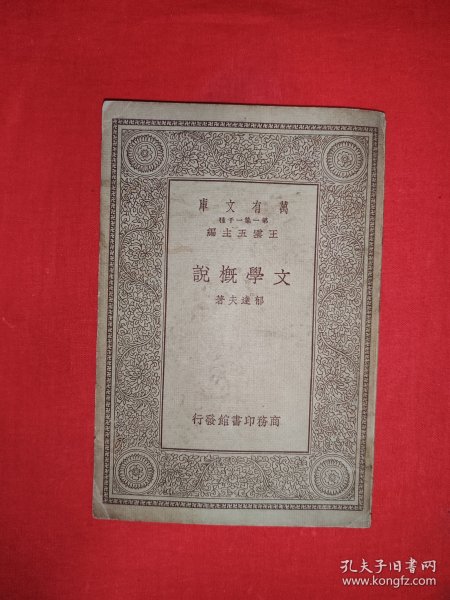 萬有文庫
第一集一千種
王雲五主編
文學概說
郁達夫著
商務印書館發行
孔夫子旧书网
www.kongfz.com